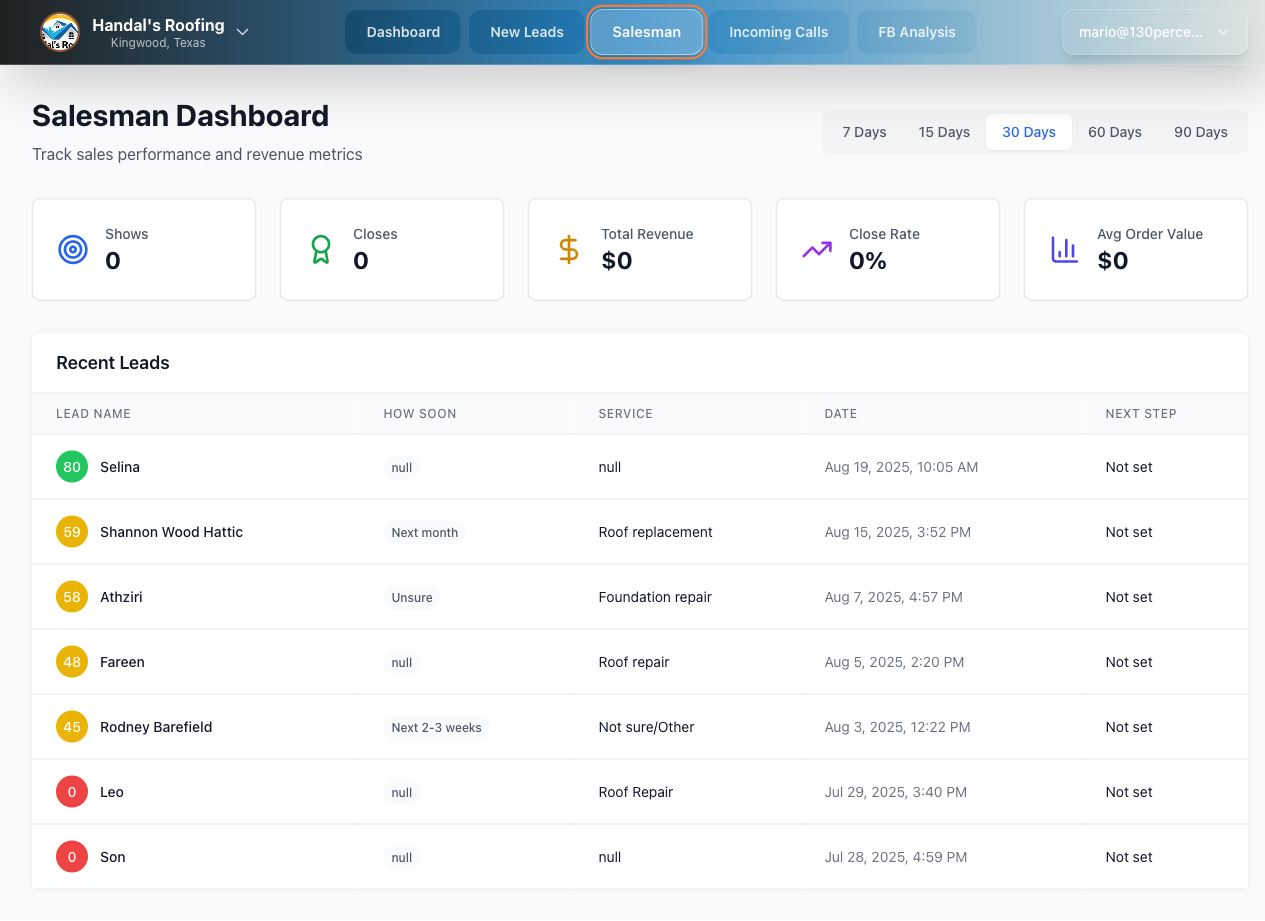 Handal's Roofing
Kingwood, Texas
Dashboard
New Leads
Salesman
Incoming Calls
FB Analysis
mario@130perce...
Salesman Dashboard
Track sales performance and revenue metrics
7 Days
15 Days
30 Days
60 Days
90 Days
Shows
0
Closes
0
Total Revenue
$0
Close Rate
0%
Avg Order Value
$0
Recent Leads
LEAD NAME HOW SOON SERVICE DATE NEXT STEP
80 Selina null null Aug 19, 2025, 10:05 AM Not set
59 Shannon Wood Hattic Next month Roof replacement Aug 15, 2025, 3:52 PM Not set
58 Athziri Unsure Foundation repair Aug 7, 2025, 4:57 PM Not set
48 Fareen null Roof repair Aug 5, 2025, 2:20 PM Not set
45 Rodney Barefield Next 2-3 weeks Not sure/Other Aug 3, 2025, 12:22 PM Not set
0 Leo null Roof Repair Jul 29, 2025, 3:40 PM Not set
0 Son null null Jul 28, 2025, 4:59 PM Not set